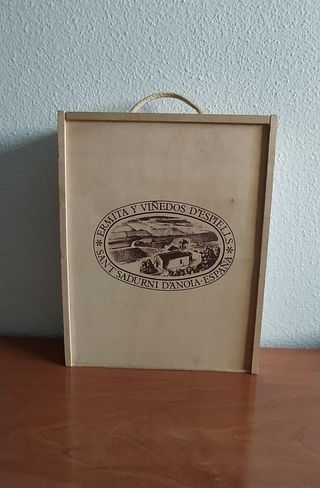 ERMITA Y VIÑEDOS D'ESPIELLS
* SANT SADURNI D'ANOIA-ESPAÑA *